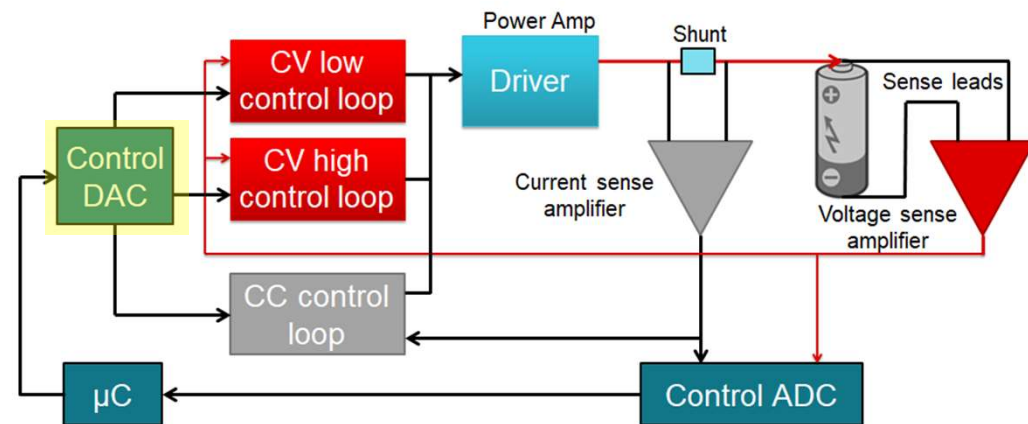 Power Amp
Shunt
CV low
control loop
Driver
Sense leads
Control
DAC
CV high
control loop
Current sense
amplifier
Voltage sense
amplifier
CC control
loop
μC
Control ADC